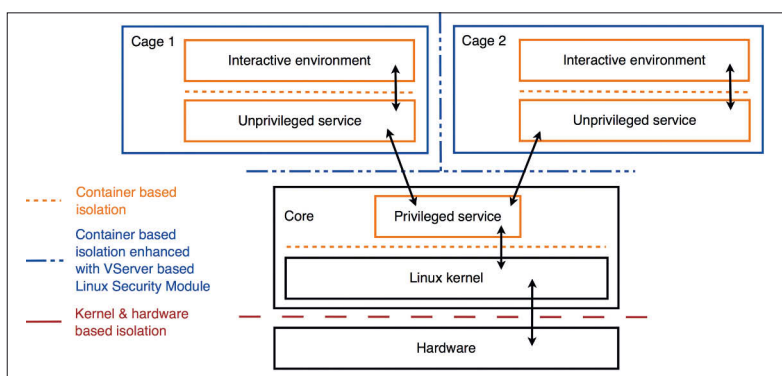 Cage 1
Interactive environment
Unprivileged service
Cage 2
Interactive environment
Unprivileged service
Container based
isolation
Container based
isolation enhanced
with VServer based
Linux Security Module
Kernel & hardware
based isolation
Core
Privileged service
Linux kernel
Hardware